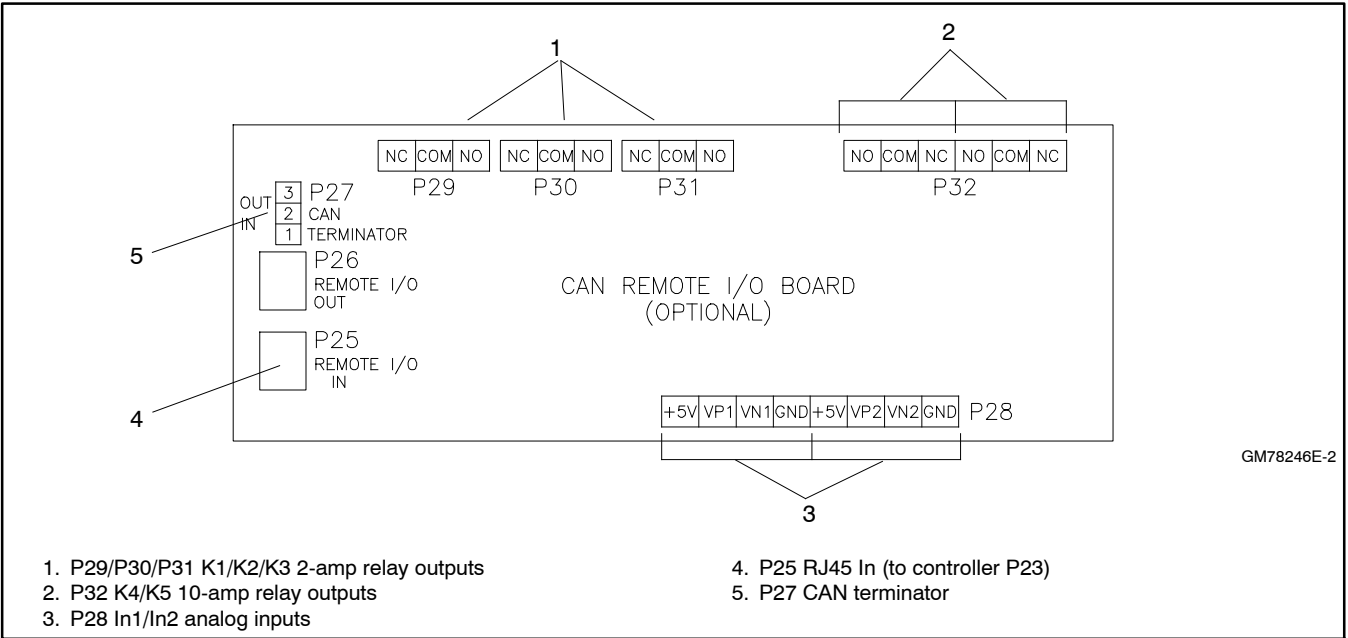 1
2
NC COM NO NC COM NO NC COM NO NO COM NC NO COM NC
P29 P30 P31 P32
3 P27
OUT 2 CAN
IN 1 TERMINATOR
5
P26
REMOTE I/O
OUT
CAN REMOTE I/O BOARD
(OPTIONAL)
P25
REMOTE I/O
IN
4
+5V VP1 VN1 GND +5V VP2 VN2 GND P28
GM78246E-2
3
1. P29/P30/P31 K1/K2/K3 2-amp relay outputs
2. P32 K4/K5 10-amp relay outputs
3. P28 In1/In2 analog inputs
4. P25 RJ45 In (to controller P23)
5. P27 CAN terminator